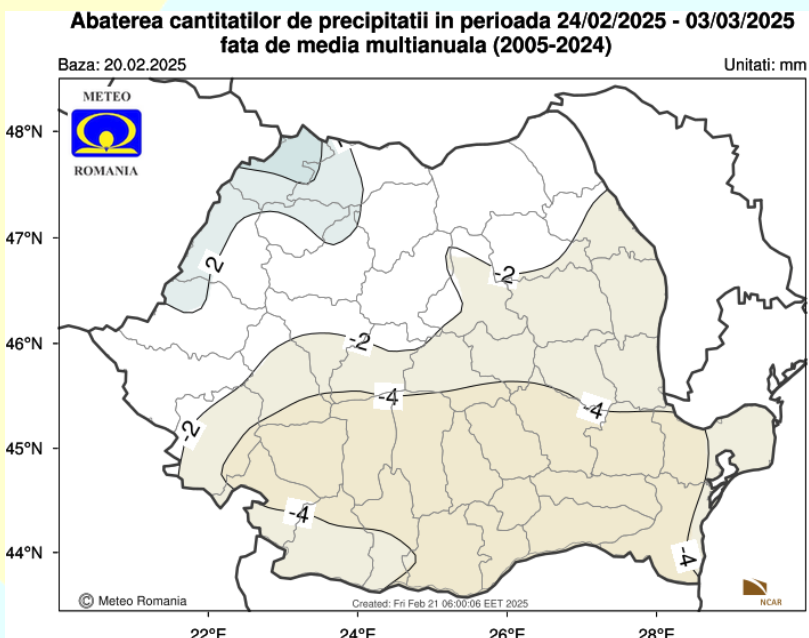 Abaterea cantitatilor de precipitatii in perioada 24/02/2025 - 03/03/2025
fata de media multianuala (2005-2024)
Baza: 20.02.2025
Unitati: mm
METEO
ROMANIA
48°N
47°N
46°N
45°N
44°N
2
-2
-2
-2
-4
-4
-4
-4
© Meteo Romania
Created: Fri Feb 21 06:00:06 EET 2025
NCAR
22°E
24°E
26°E
28°E